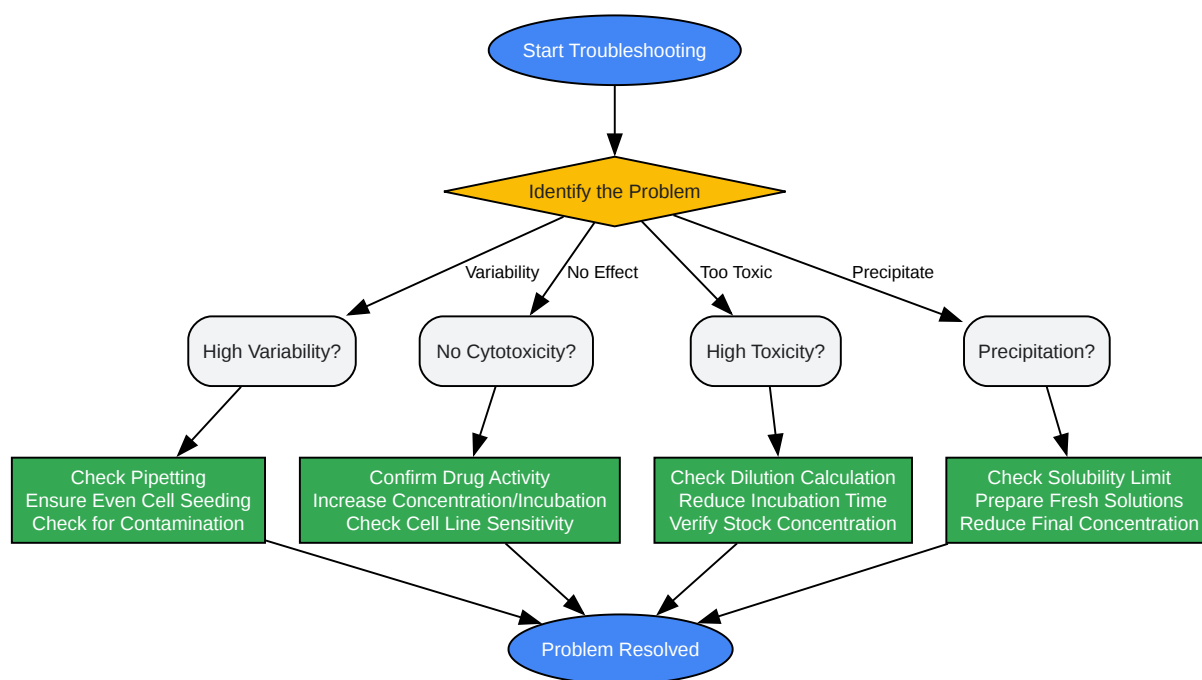 Start Troubleshooting
Identify the Problem
Variability
No Effect
Too Toxic
Precipitate
High Variability?
No Cytotoxicity?
High Toxicity?
Precipitation?
Check Pipetting
Ensure Even Cell Seeding
Check for Contamination
Confirm Drug Activity
Increase Concentration/Incubation
Check Cell Line Sensitivity
Check Dilution Calculation
Reduce Incubation Time
Verify Stock Concentration
Check Solubility Limit
Prepare Fresh Solutions
Reduce Final Concentration
Problem Resolved